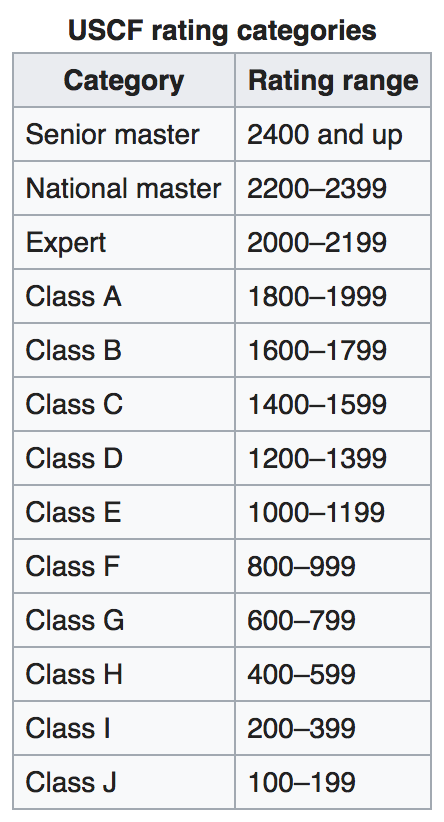 USCF rating categories
Category Rating range
Senior master 2400 and up
National master 2200–2399
Expert 2000–2199
Class A 1800–1999
Class B 1600–1799
Class C 1400–1599
Class D 1200–1399
Class E 1000–1199
Class F 800–999
Class G 600–799
Class H 400–599
Class I 200–399
Class J 100–199